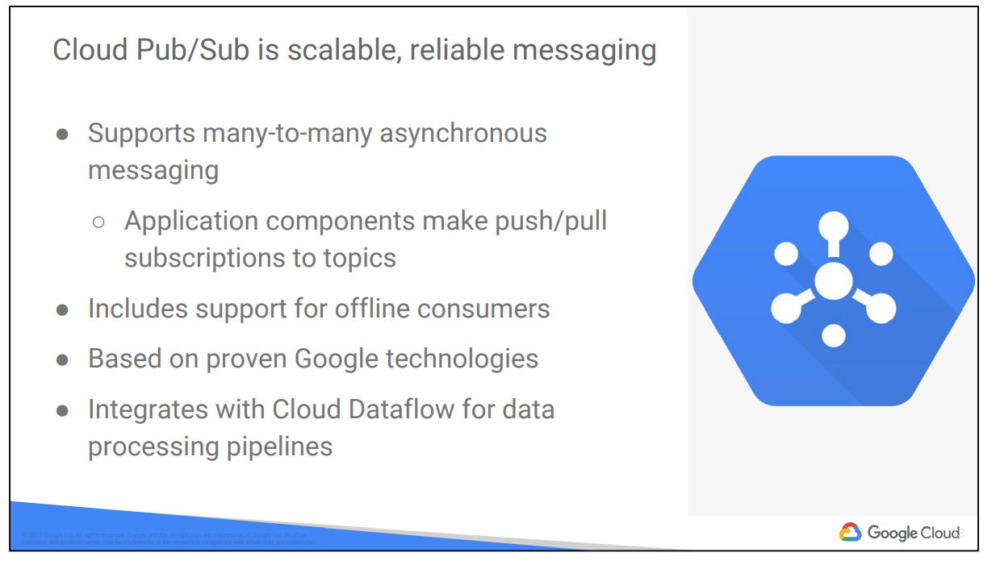 Cloud Pub/Sub is scalable, reliable messaging
● Supports many-to-many asynchronous
messaging
○ Application components make push/pull
subscriptions to topics
● Includes support for offline consumers
● Based on proven Google technologies
● Integrates with Cloud Dataflow for data
processing pipelines
© 2017 Google Inc. All rights reserved. Google and the Google logo are trademarks of Google Inc. All other
company and product names may be trademarks of the respective companies with which they are associated.
Google Cloud